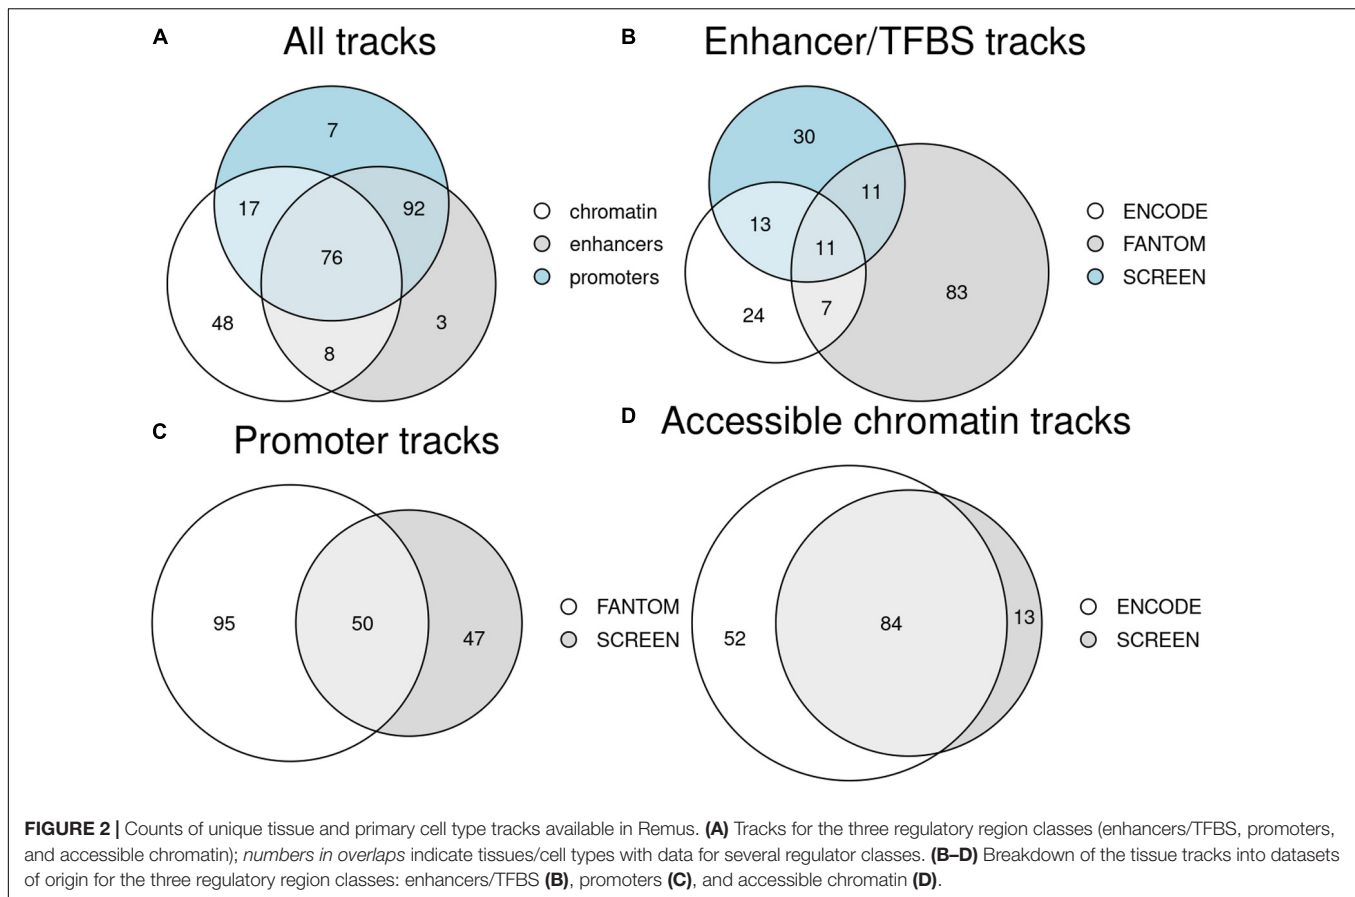 A
All tracks
7
17
92
76
48
3
8
chromatin
enhancers
promoters
B
Enhancer/TFBS tracks
30
11
13
11
83
24
7
ENCODE
FANTOM
SCREEN
C
Promoter tracks
95
50
47
FANTOM
SCREEN
D
Accessible chromatin tracks
52
84
13
ENCODE
SCREEN
FIGURE 2 | Counts of unique tissue and primary cell type tracks available in Remus. (A) Tracks for the three regulatory region classes (enhancers/TFBS, promoters,
and accessible chromatin); numbers in overlaps indicate tissues/cell types with data for several regulator classes. (B–D) Breakdown of the tissue tracks into datasets
of origin for the three regulatory region classes: enhancers/TFBS (B), promoters (C), and accessible chromatin (D).